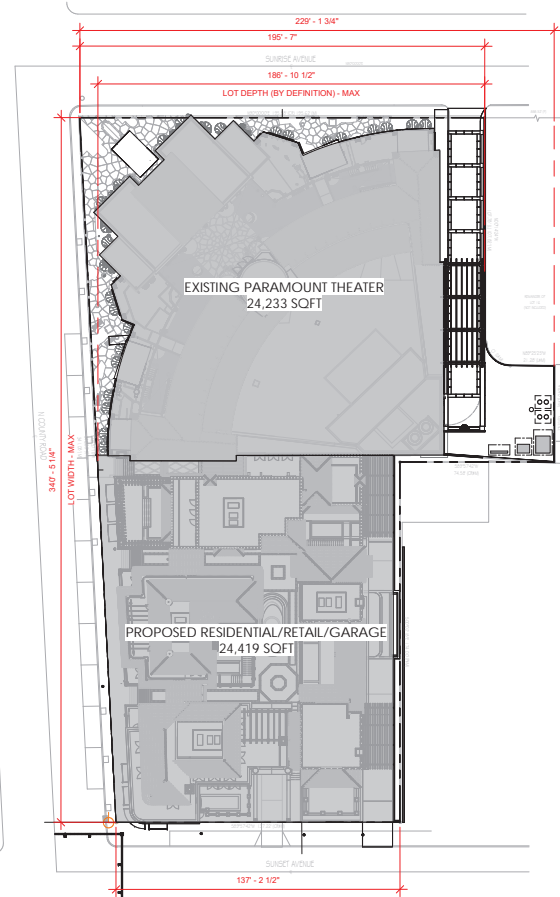 229' - 1 3/4"
195' - 7"
SUNRISE AVENUE
186' - 10 1/2"
LOT DEPTH (BY DEFINITION) - MAX
EXISTING PARAMOUNT THEATER
24,233 SQFT
N COUNTY ROAD
340' - 5 1/4"
LOT WIDTH - MAX
PROPOSED RESIDENTIAL/RETAIL/GARAGE
24,419 SQFT
SUNSET AVENUE
137' - 2 1/2"